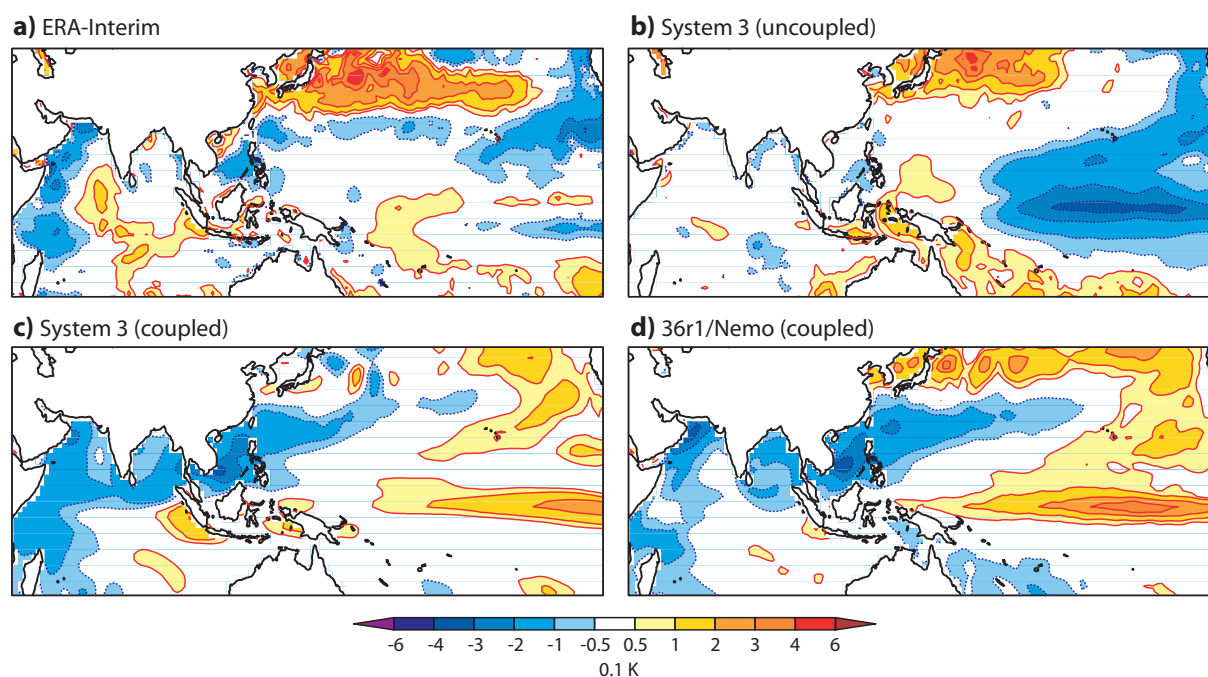 a) ERA-Interim
b) System 3 (uncoupled)
c) System 3 (coupled)
d) 36r1/Nemo (coupled)
-6 -4 -3 -2 -1 -0.5 0.5 1 2 3 4 6
0.1 K